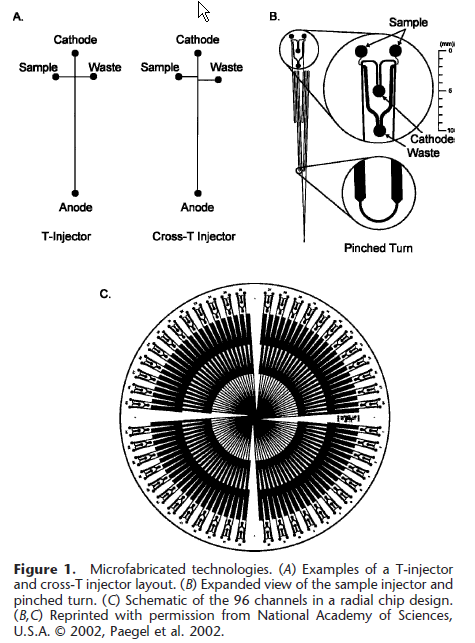 A.
Cathode
Sample
Waste
Anode
T-Injector
Cathode
Sample
Waste
Anode
Cross-T Injector
B.
Sample
(mm)
0
5
10
Cathode
Waste
Pinched Turn
C.
Figure 1. Microfabricated technologies. (A) Examples of a T-injector
and cross-T injector layout. (B) Expanded view of the sample injector and
pinched turn. (C) Schematic of the 96 channels in a radial chip design.
(B,C) Reprinted with permission from National Academy of Sciences,
U.S.A. © 2002, Paegel et al. 2002.